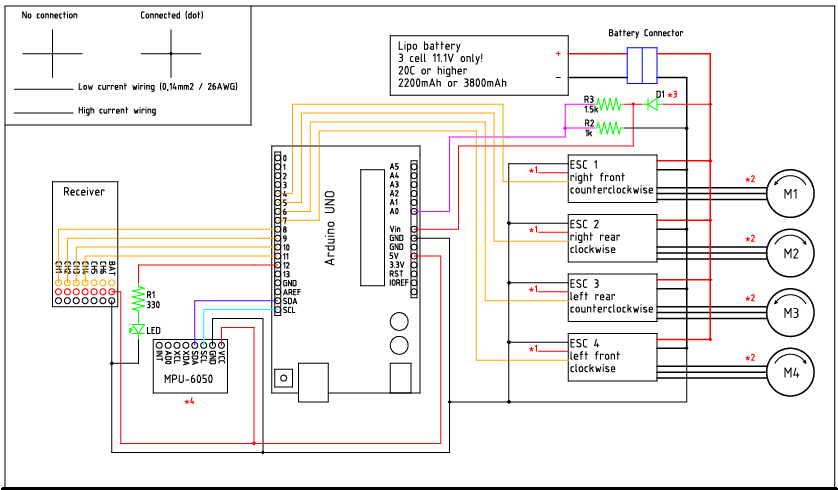 No connection
Connected (dot)
Low current wiring (0,14mm2 / 26AWG)
High current wiring
Lipo battery
3 cell 11.1V only!
20C or higher
2200mAh or 3800mAh
+
−
Battery Connector
R3
1.5k
D1
*3
R2
1k
Receiver
CH1
CH2
CH3
CH4
CH5
CH6
BAT
R1
330
LED
INT
ADD
XCL
XDA
SDA
SCL
GND
VCC
MPU-6050
*4
Arduino UNO
0
1
2
3
4
5
6
7
8
9
10
11
12
13
GND
AREF
SDA
SCL
A5
A4
A3
A2
A1
A0
Vin
GND
GND
5V
3.3V
RST
IOREF
*1
ESC 1
right front
counterclockwise
*2
M1
*1
ESC 2
right rear
clockwise
*2
M2
*1
ESC 3
left rear
counterclockwise
*2
M3
*1
ESC 4
left front
clockwise
*2
M4